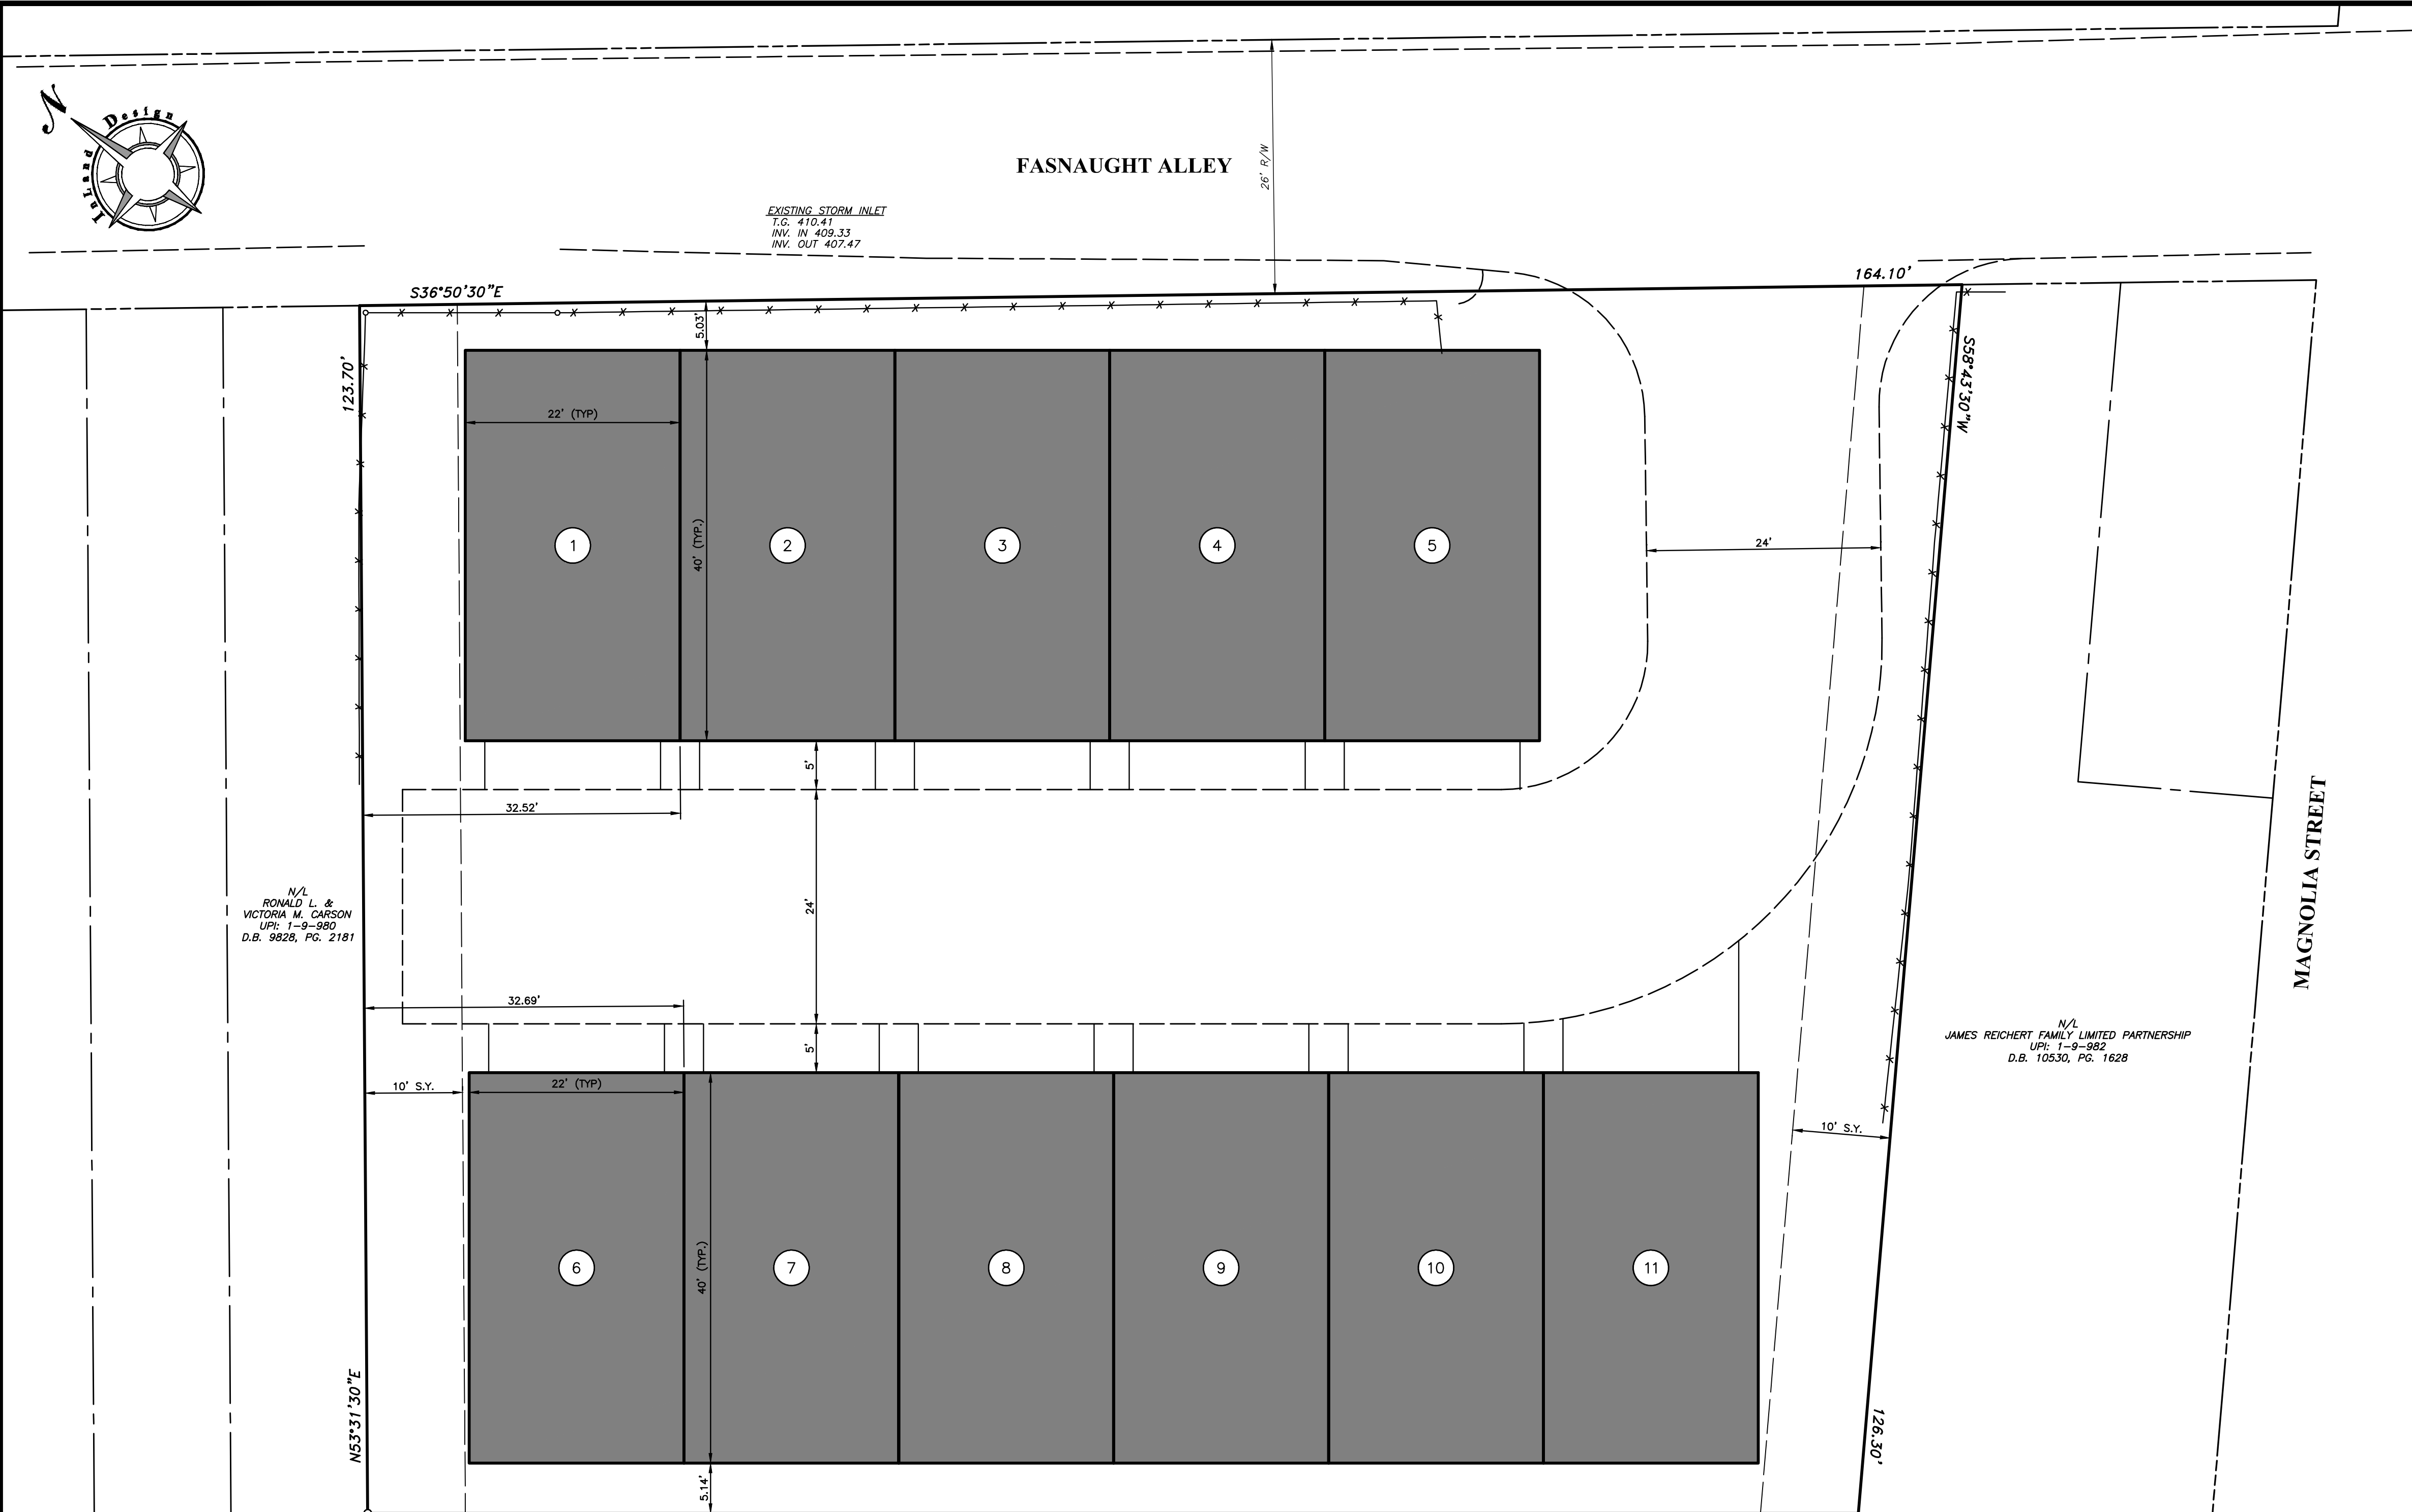 N
InLand Design
FASNAUGHT ALLEY
26' R/W
EXISTING STORM INLET
T.G. 410.41
INV. IN 409.33
INV. OUT 407.47
S36°50'30"E
164.10'
123.70'
5.03'
S58°43'30"W
22' (TYP)
40' (TYP.)
1
2
3
4
5
24'
5'
32.52'
24'
MAGNOLIA STREET
N/L
RONALD L. &
VICTORIA M. CARSON
UPI: 1-9-980
D.B. 9828, PG. 2181
32.69'
5'
N/L
JAMES REICHERT FAMILY LIMITED PARTNERSHIP
UPI: 1-9-982
D.B. 10530, PG. 1628
10' S.Y.
22' (TYP)
10' S.Y.
40' (TYP.)
6
7
8
9
10
11
N53°31'30"E
126.30'
5.14'